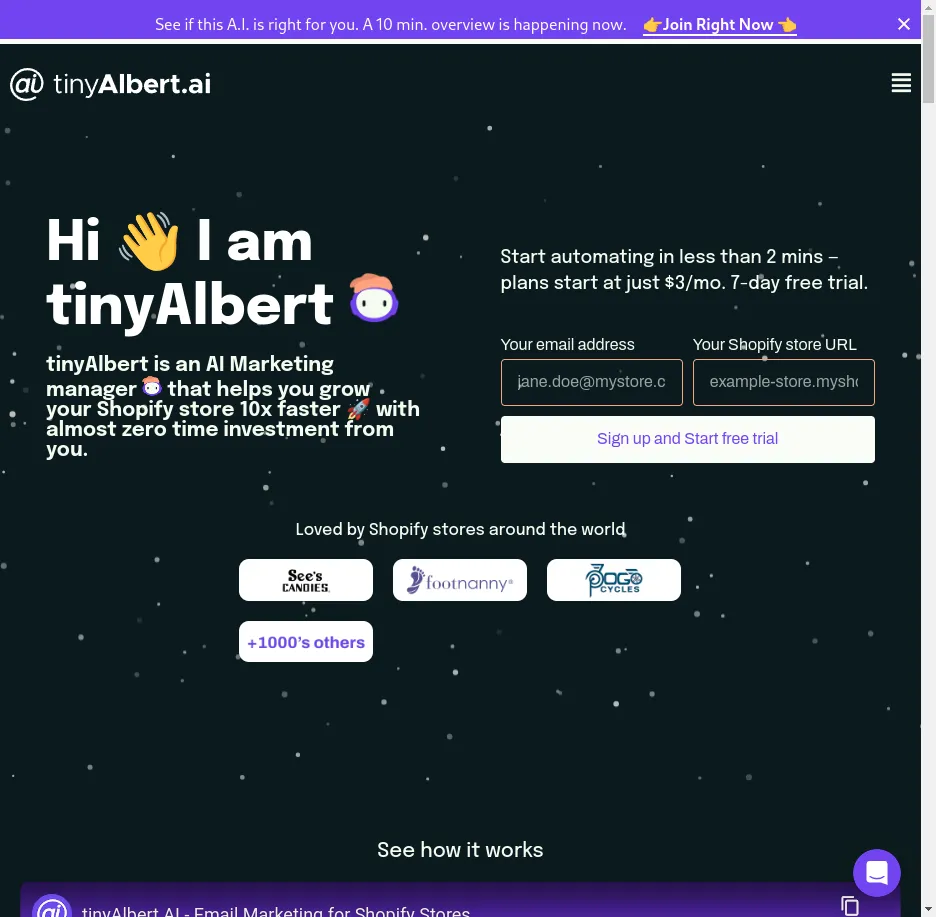 See if this A.I. is right for you. A 10 min. overview is happening now. 👉Join Right Now 👈
ai tinyAlbert.ai
Hi 👋 I am
tinyAlbert
Start automating in less than 2 mins –
plans start at just $3/mo. 7-day free trial.
Your email address
Your Shopify store URL
jane.doe@mystore.c
example-store.mysho
Sign up and Start free trial
tinyAlbert is an AI Marketing
manager that helps you grow
your Shopify store 10x faster 🚀 with
almost zero time investment from
you.
Loved by Shopify stores around the world
See's
CANDIES.
footnanny®
POGO
CYCLES
+1000's others
See how it works
ai tinyAlbert AI - Email Marketing for Shopify Stores